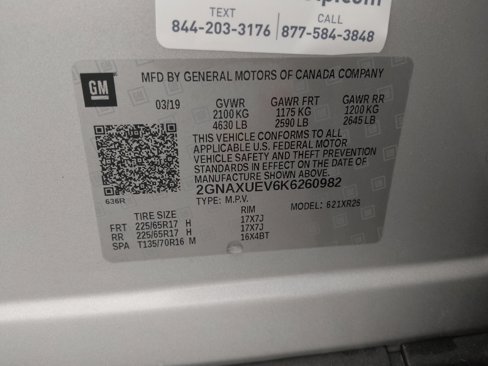 TEXT
844-203-3176
CALL
877-584-3848
GM
MFD BY GENERAL MOTORS OF CANADA COMPANY
03/19 GVWR GAWR FRT GAWR RR
2100 KG 1175 KG 1200 KG
4630 LB 2590 LB 2645 LB
THIS VEHICLE CONFORMS TO ALL
APPLICABLE U.S. FEDERAL MOTOR
VEHICLE SAFETY AND THEFT PREVENTION
STANDARDS IN EFFECT ON THE DATE OF
MANUFACTURE SHOWN ABOVE.
2GNAXUEV6K6260982
TYPE: M.P.V. MODEL: 621XR26
636R
TIRE SIZE RIM
FRT 225/65R17 H 17X7J
RR 225/65R17 H 17X7J
SPA T135/70R16 M 16X4BT